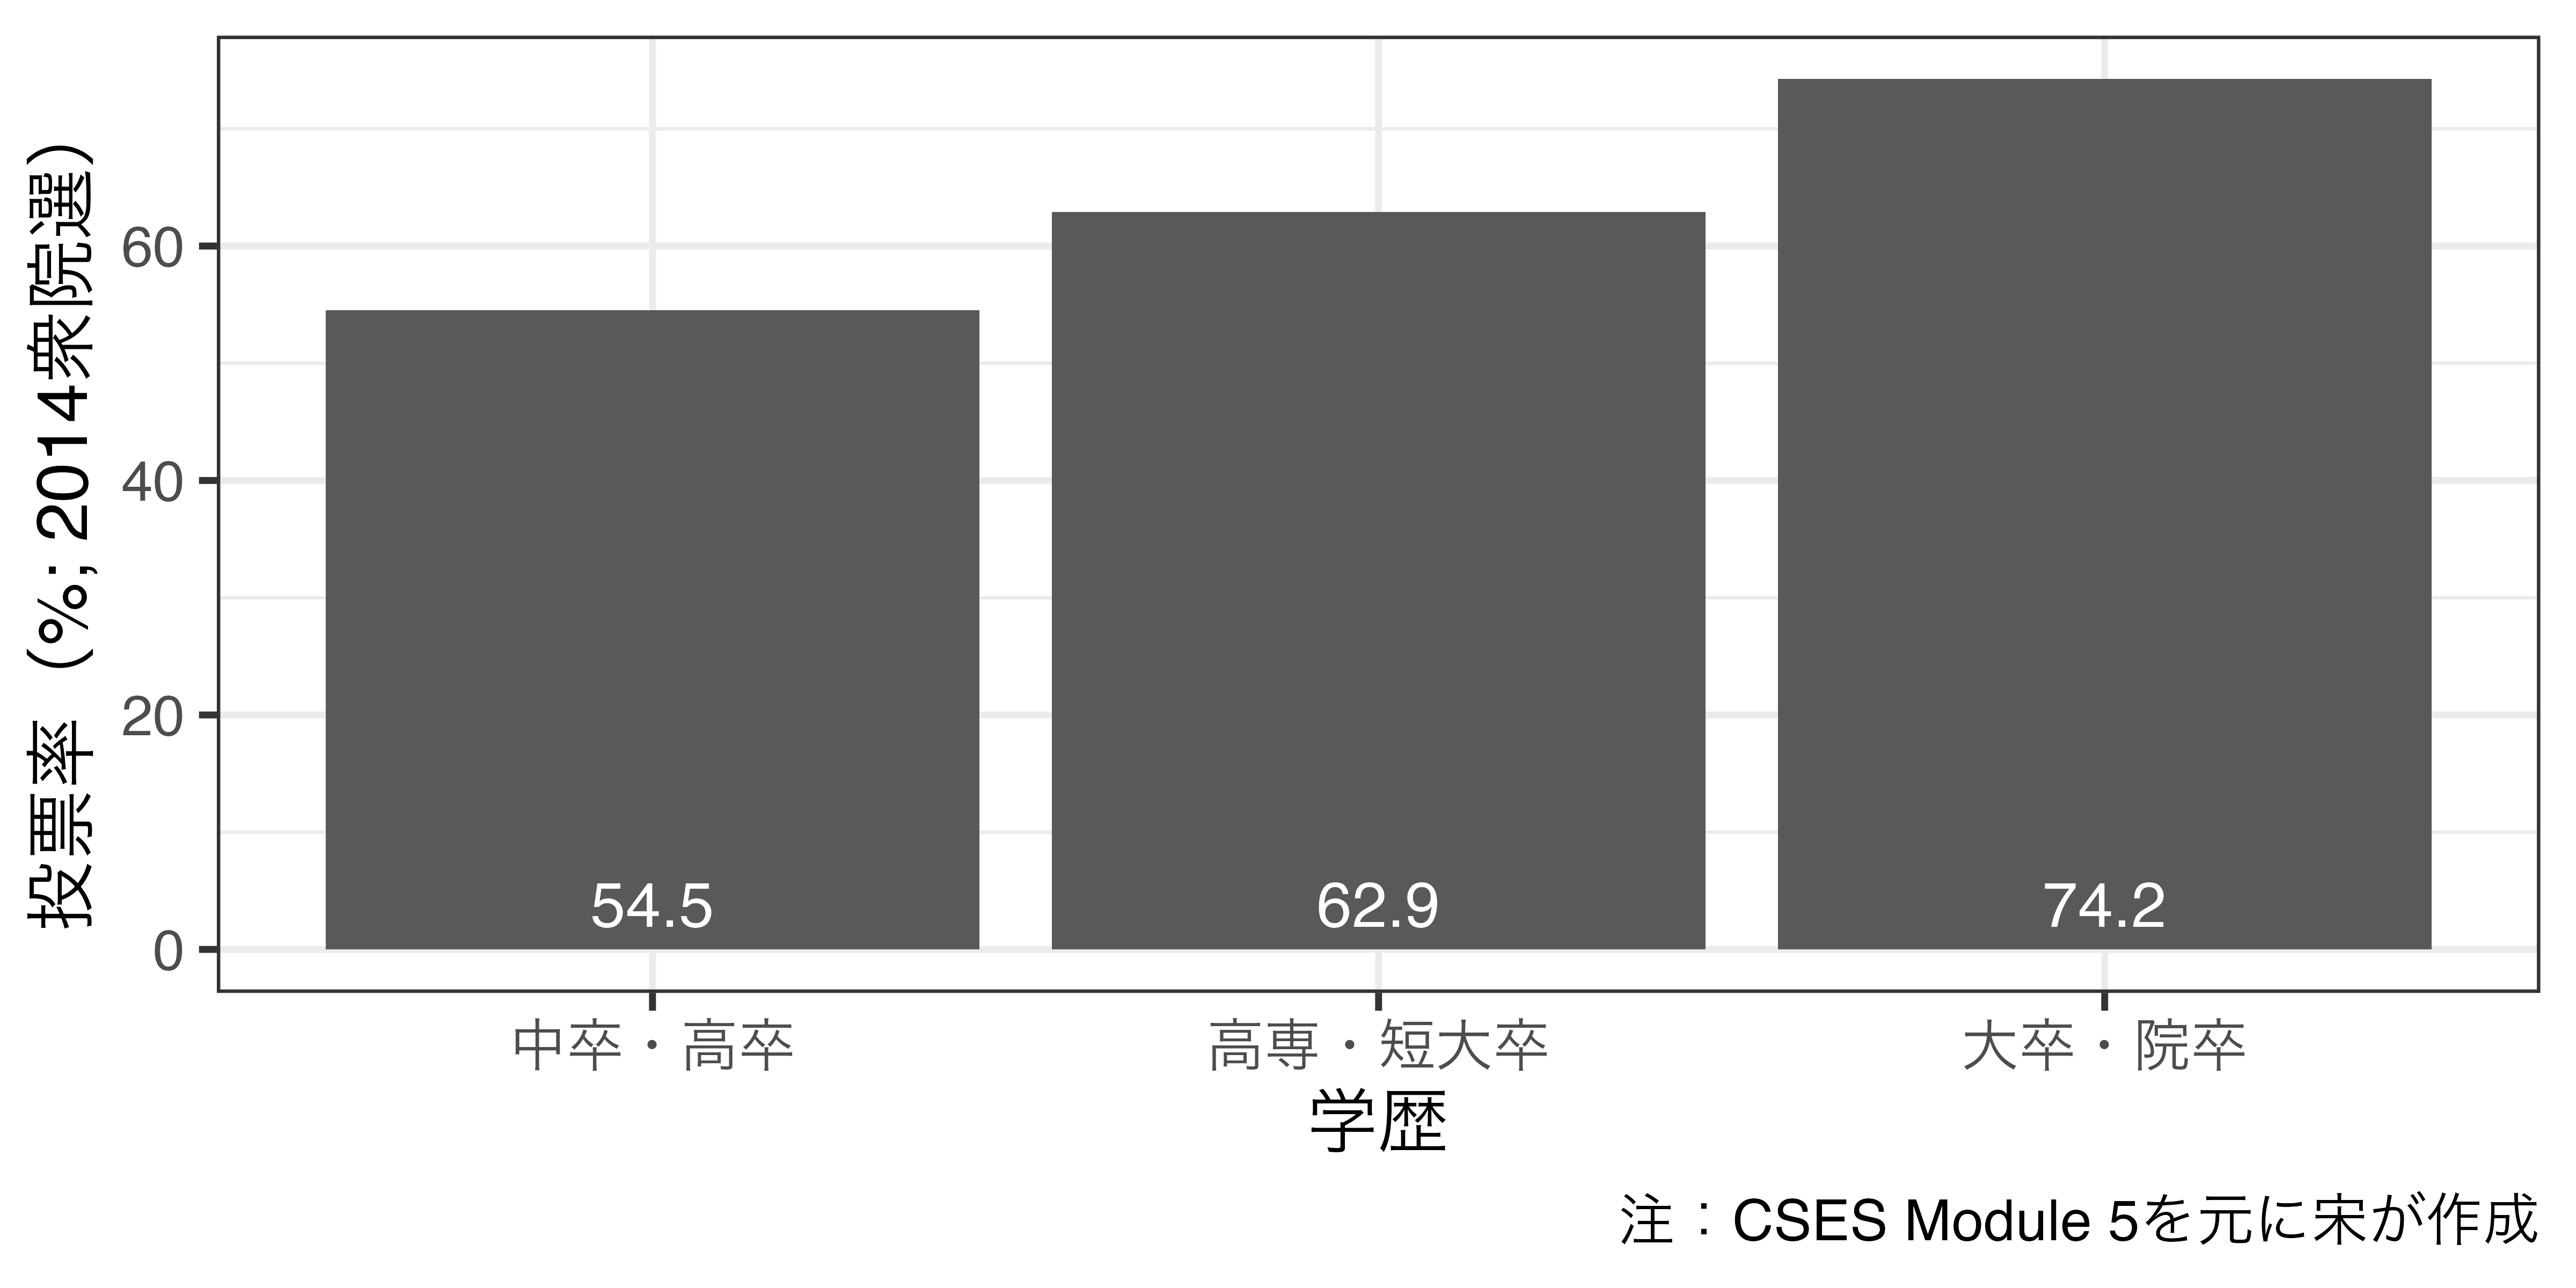 投票率（%; 2014衆院選）
60
40
20
0
54.5
62.9
74.2
中卒・高卒
高専・短大卒
大卒・院卒
学歴
注：CSES Module 5を元に宋が作成